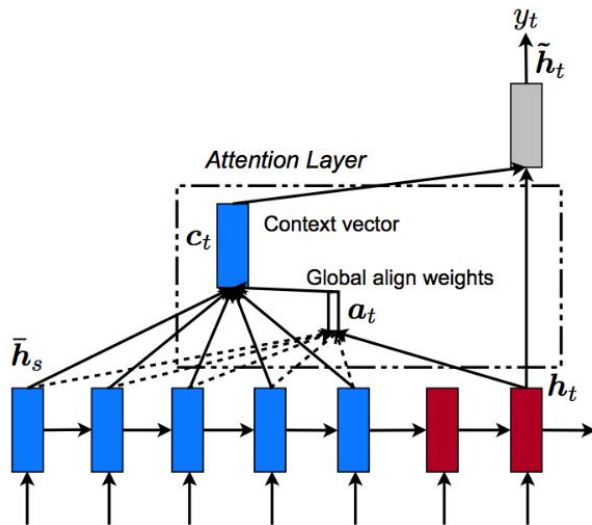 y_t
h̃_t
Attention Layer
c_t
Context vector
Global align weights
a_t
h̄_s
h_t